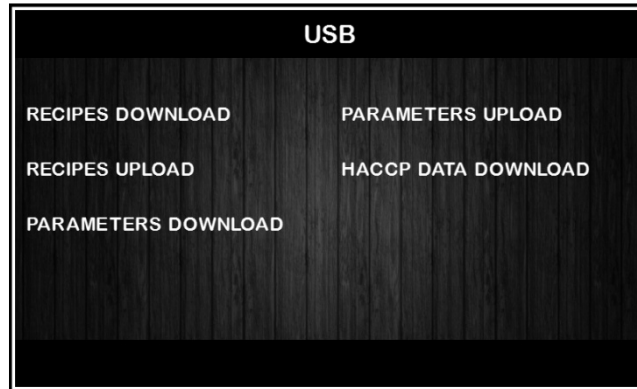 USB
RECIPES DOWNLOAD
PARAMETERS UPLOAD
RECIPES UPLOAD
HACCP DATA DOWNLOAD
PARAMETERS DOWNLOAD